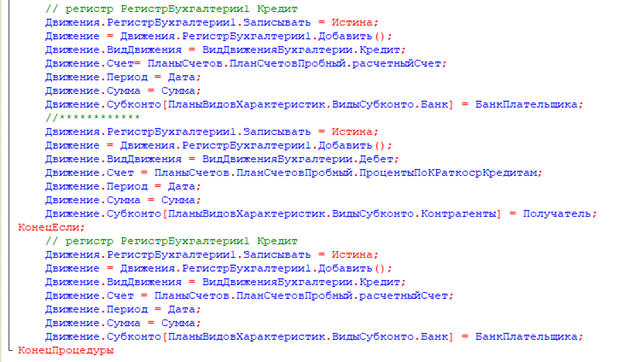 // регистр РегистрБухгалтерии1 Кредит
Движения.РегистрБухгалтерии1.Записывать = Истина;
Движение = Движения.РегистрБухгалтерии1.Добавить();
Движение.ВидДвижения = ВидДвиженияБухгалтерии.Кредит;
Движение.Счет= ПланыСчетов.ПланСчетовПробный.расчетныйСчет;
Движение.Период = Дата;
Движение.Сумма = Сумма;
Движение.Субконто[ПланыВидовХарактеристик.ВидыСубконто.Банк] = БанкПлательщика;
//************
Движения.РегистрБухгалтерии1.Записывать = Истина;
Движение = Движения.РегистрБухгалтерии1.Добавить();
Движение.ВидДвижения = ВидДвиженияБухгалтерии.Дебет;
Движение.Счет = ПланыСчетов.ПланСчетовПробный.ПроцентыПоКРаткосрКредитам;
Движение.Период = Дата;
Движение.Сумма = Сумма;
Движение.Субконто[ПланыВидовХарактеристик.ВидыСубконто.Контрагенты] = Получатель;
КонецЕсли;
// регистр РегистрБухгалтерии1 Кредит
Движения.РегистрБухгалтерии1.Записывать = Истина;
Движение = Движения.РегистрБухгалтерии1.Добавить();
Движение.ВидДвижения = ВидДвиженияБухгалтерии.Кредит;
Движение.Счет = ПланыСчетов.ПланСчетовПробный.расчетныйСчет;
Движение.Период = Дата;
Движение.Сумма = Сумма;
Движение.Субконто[ПланыВидовХарактеристик.ВидыСубконто.Банк] = БанкПлательщика;
КонецПроцедуры